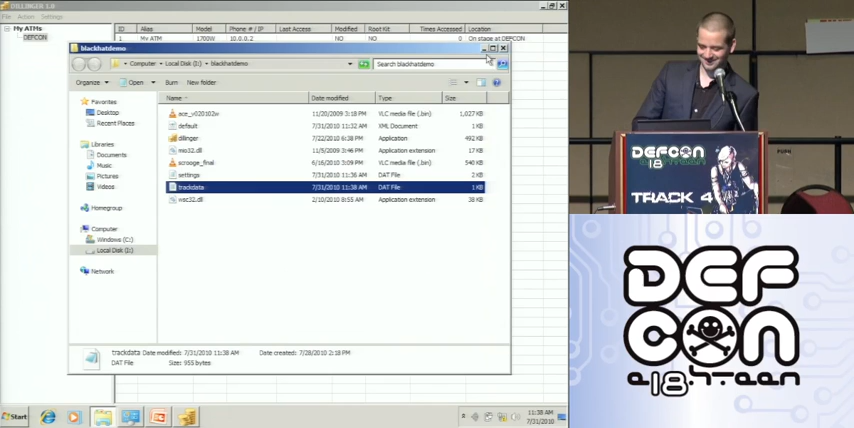 DILLINGER 1.0
File Action Settings
My ATMs
DEFCON
ID Alias Model Phone # / IP Last Access Modified Root Kit Times Accessed Location
1 My ATM 1700W 10.0.0.2 NO NO 0 On stage at DEFCON
blackhatdemo
Computer Local Disk (I:) blackhatdemo
Search blackhatdemo
Organize Open Burn New folder
Name Date modified Type Size
Favorites
Desktop
Recent Places
Libraries
Documents
Music
Pictures
Videos
Homegroup
Computer
Windows (C:)
Local Disk (I:)
Network
ace_v020102w 11/20/2009 3:18 PM VLC media file (.bin) 1,027 KB
default 7/31/2010 11:32 AM XML Document 1 KB
dillinger 7/22/2010 6:38 PM Application 492 KB
mio32.dll 11/5/2009 3:46 PM Application extension 17 KB
scrooge_final 6/16/2010 3:09 PM VLC media file (.bin) 540 KB
settings 7/31/2010 11:36 AM DAT File 2 KB
trackdata 7/31/2010 11:38 AM DAT File 1 KB
wsc32.dll 2/10/2010 8:55 AM Application extension 38 KB
trackdata Date modified: 7/31/2010 11:38 AM Date created: 7/28/2010 2:18 PM
DAT File Size: 955 bytes
Start
11:38 AM
7/31/2010
DEFCON
18
TRACK 4
PUSH
DEF
CON
e18hteen